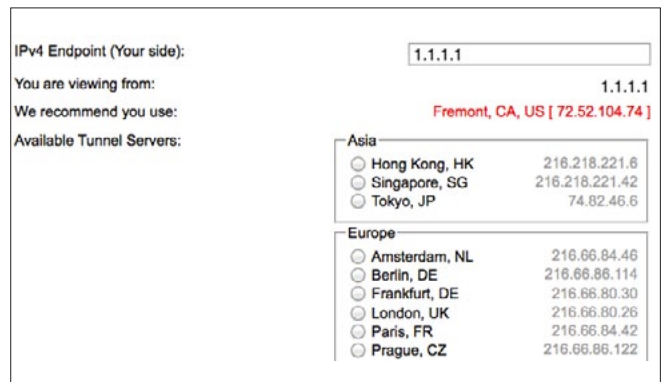 IPv4 Endpoint (Your side): 1.1.1.1
You are viewing from: 1.1.1.1
We recommend you use: Fremont, CA, US [ 72.52.104.74 ]
Available Tunnel Servers:
Asia
Hong Kong, HK 216.218.221.6
Singapore, SG 216.218.221.42
Tokyo, JP 74.82.46.6
Europe
Amsterdam, NL 216.66.84.46
Berlin, DE 216.66.86.114
Frankfurt, DE 216.66.80.30
London, UK 216.66.80.26
Paris, FR 216.66.84.42
Prague, CZ 216.66.86.122